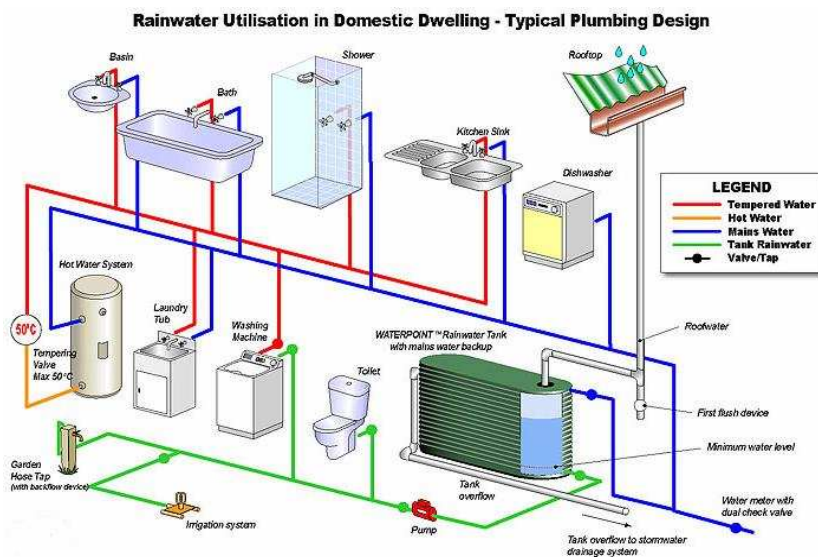 Rainwater Utilisation in Domestic Dwelling - Typical Plumbing Design
Basin
Bath
Shower
Rooftop
Kitchen Sink
Dishwasher
LEGEND
Tempered Water
Hot Water
Mains Water
Tank Rainwater
Valve/Tap
Hot Water System
50°C
Tempering
Valve
Max 50°C
Laundry
Tub
Washing
Machine
Toilet
WATERPOINT™ Rainwater Tank
with mains water backup
Roofwater
First flush device
Minimum water level
Garden
Hose Tap
(with backflow device)
Irrigation system
Pump
Tank
overflow
Water meter with
dual check valve
Tank overflow to stormwater
drainage system